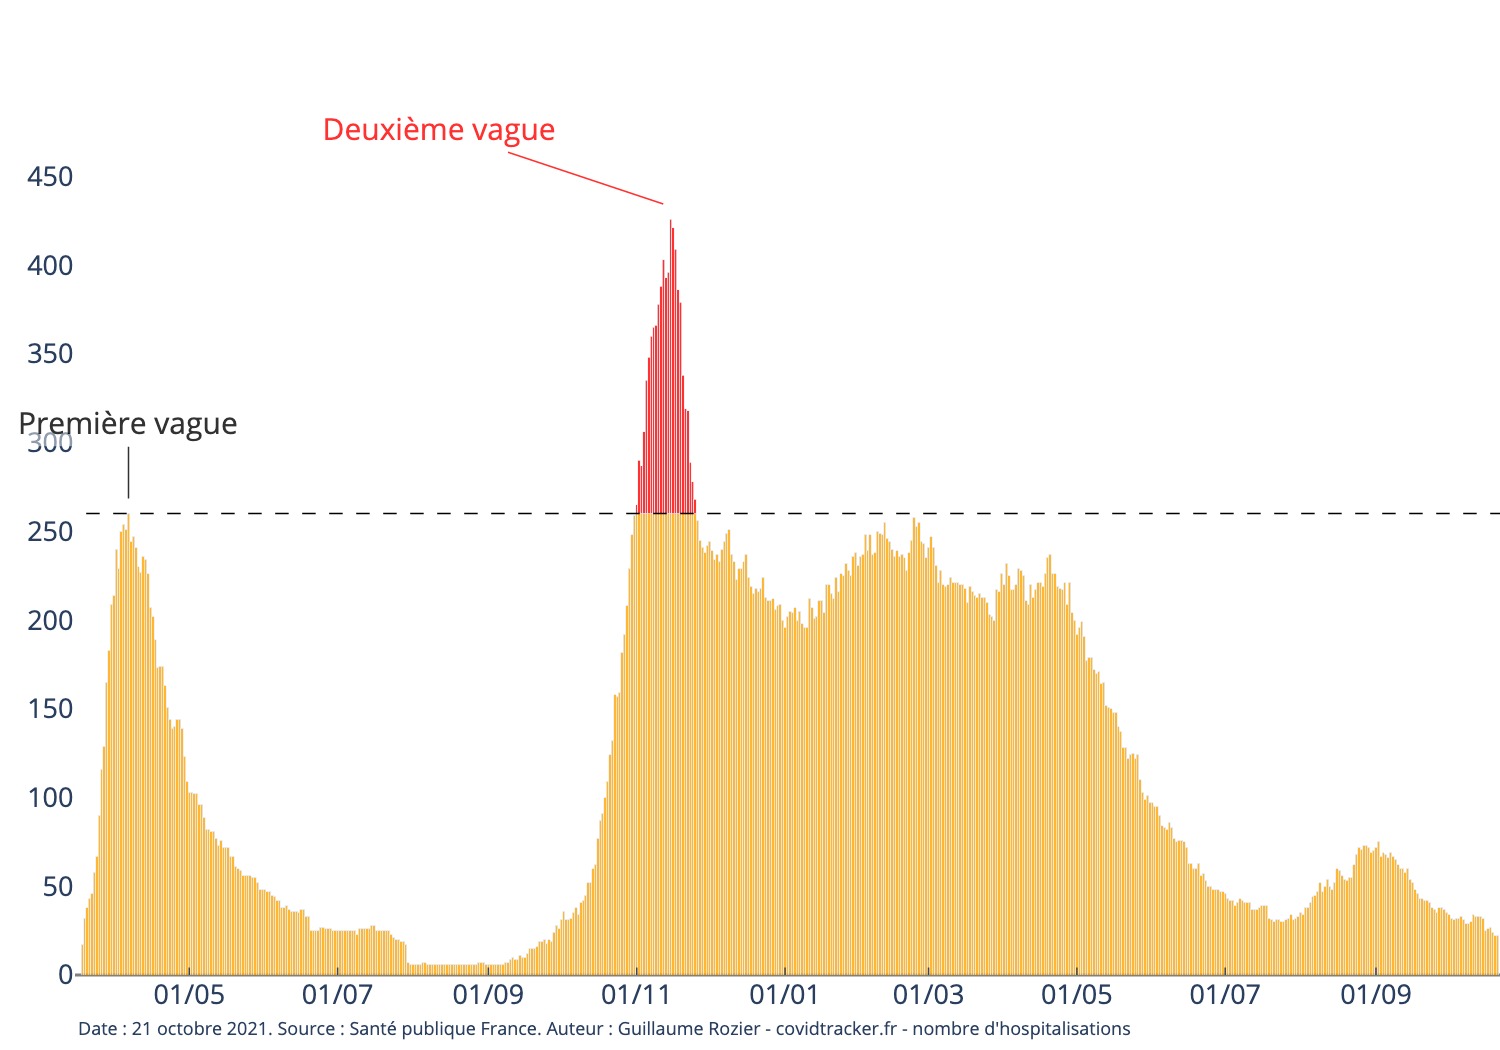 Deuxième vague
450
400
350
Première vague
300
250
200
150
100
50
0
01/05 01/07 01/09 01/11 01/01 01/03 01/05 01/07 01/09
Date : 21 octobre 2021. Source : Santé publique France. Auteur : Guillaume Rozier - covidtracker.fr - nombre d'hospitalisations